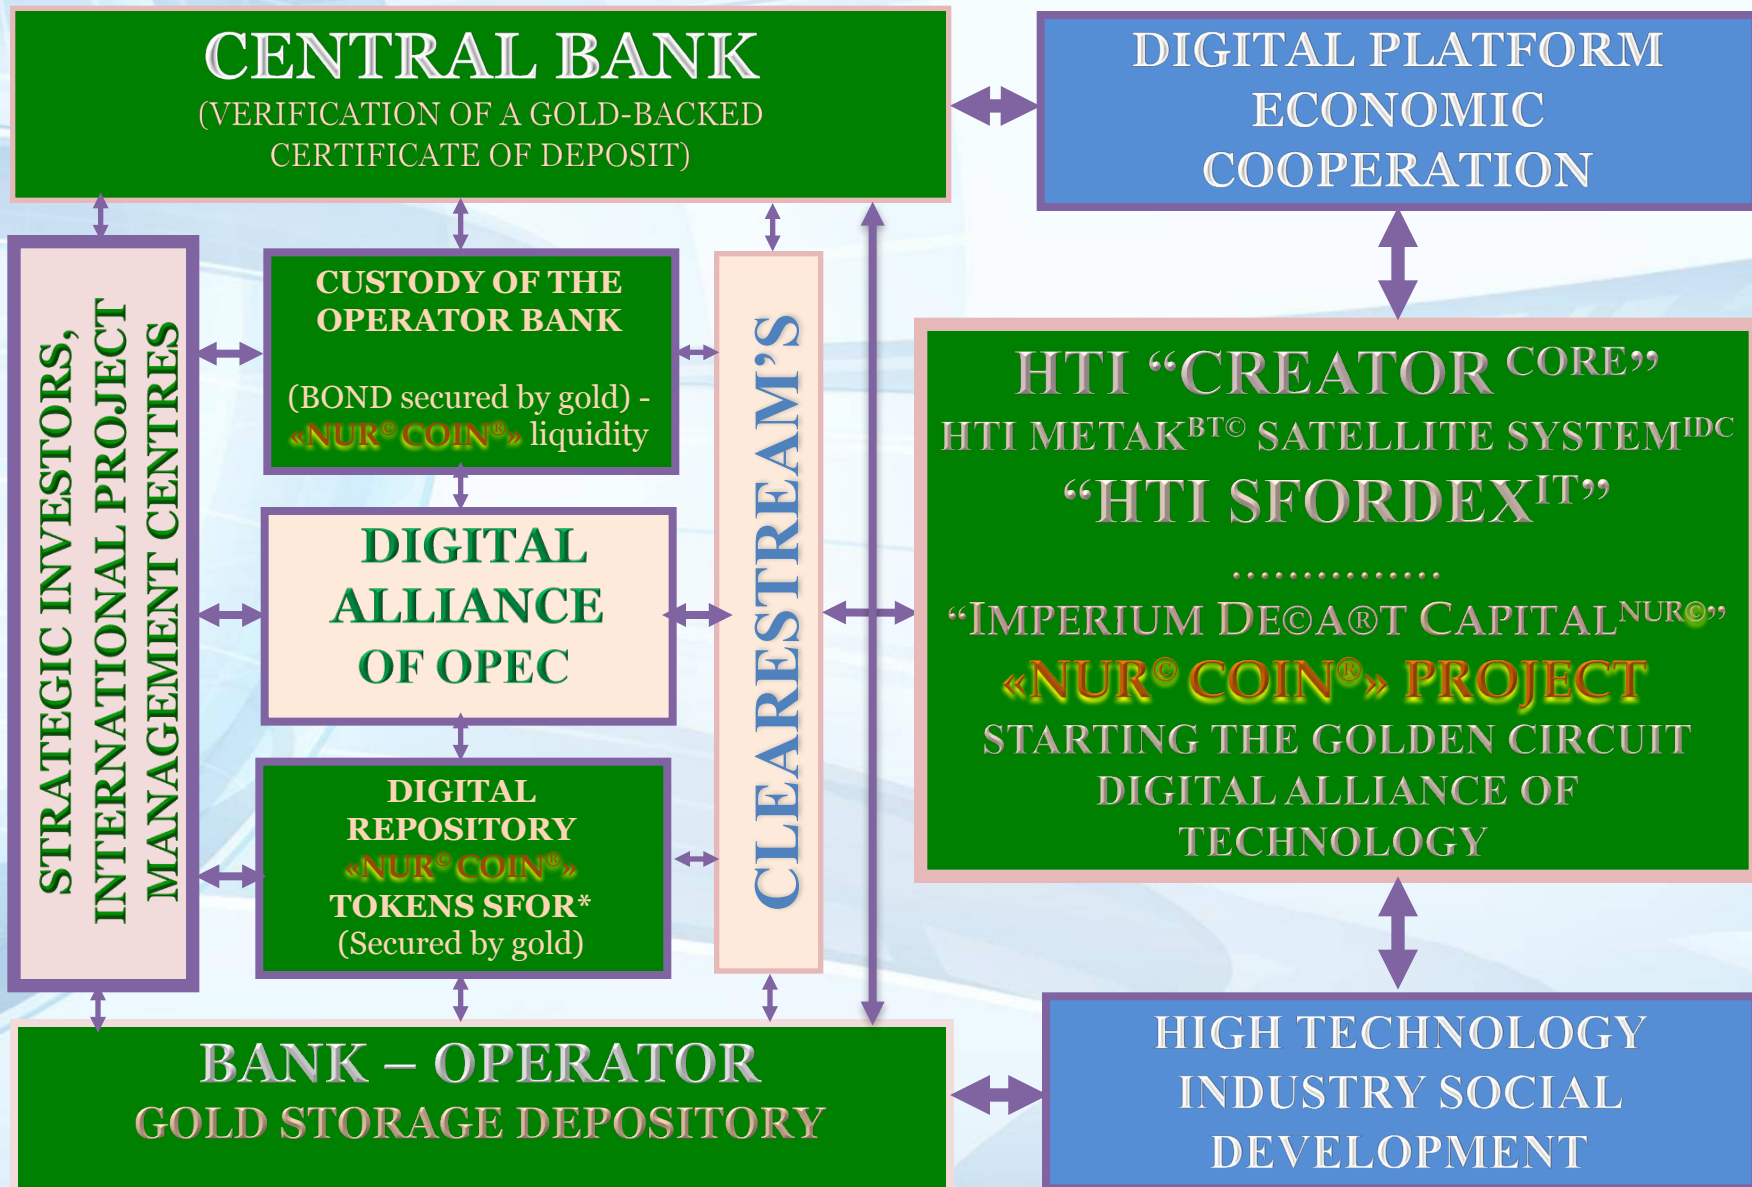 CENTRAL BANK
(VERIFICATION OF A GOLD-BACKED
CERTIFICATE OF DEPOSIT)
DIGITAL PLATFORM
ECONOMIC
COOPERATION
STRATEGIC INVESTORS,
INTERNATIONAL PROJECT
MANAGEMENT CENTRES
CUSTODY OF THE
OPERATOR BANK
(BOND secured by gold) -
«NUR© COIN®» liquidity
DIGITAL
ALLIANCE
OF OPEC
DIGITAL
REPOSITORY
«NUR© COIN®»
TOKENS SFOR*
(Secured by gold)
CLEARESTREAM'S
HTI “CREATOR CORE”
HTI METAKBT© SATELLITE SYSTEMIDC
“HTI SFORDEXIT”
...............
“IMPERIUM DE©A®T CAPITALNUR©”
«NUR© COIN®» PROJECT
STARTING THE GOLDEN CIRCUIT
DIGITAL ALLIANCE OF
TECHNOLOGY
BANK – OPERATOR
GOLD STORAGE DEPOSITORY
HIGH TECHNOLOGY
INDUSTRY SOCIAL
DEVELOPMENT